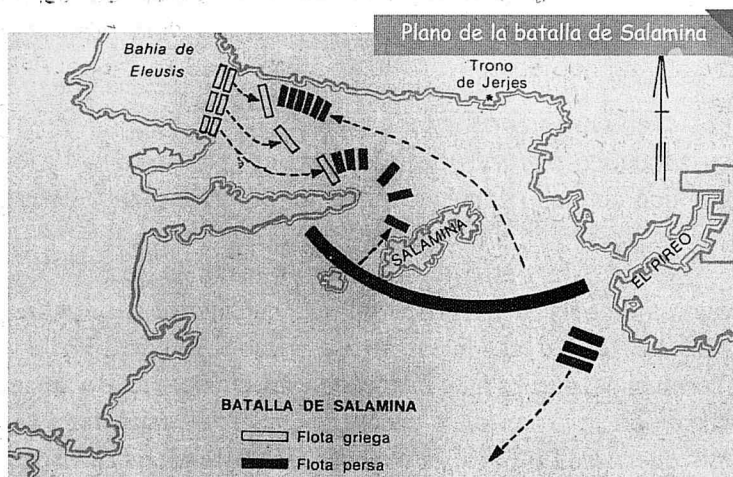 Plano de la batalla de Salamina
Bahia de
Eleusis
Trono
de Jerjes
SALAMINA
EL PIREO
BATALLA DE SALAMINA
Flota griega
Flota persa